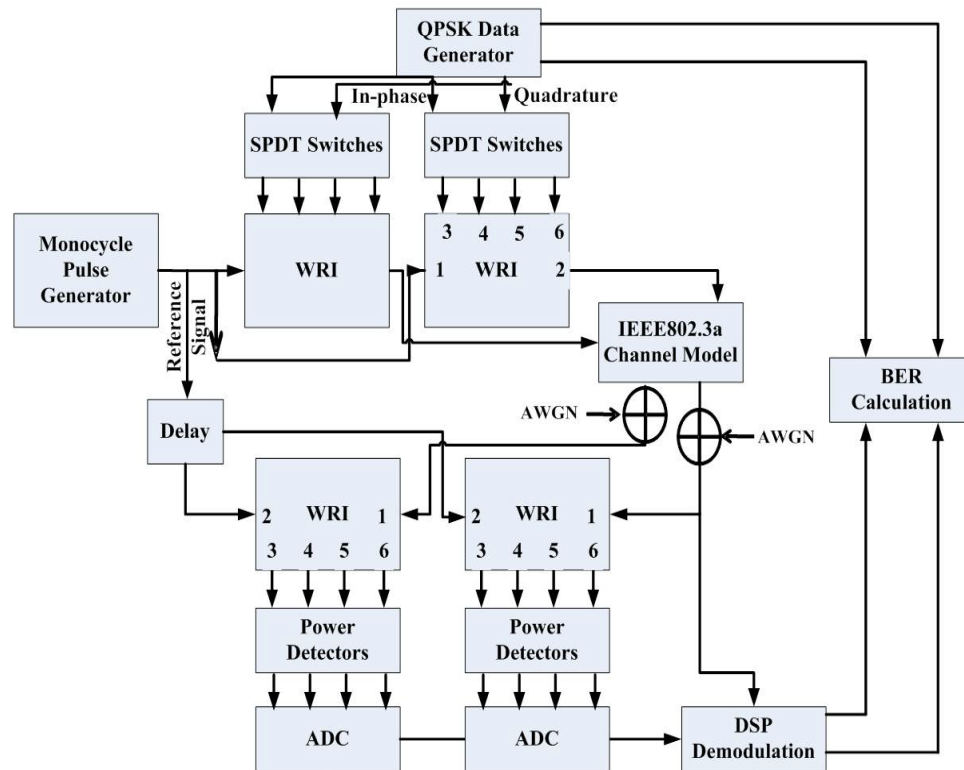 QPSK Data
Generator
In-phase
Quadrature
SPDT Switches
SPDT Switches
Monocycle
Pulse
Generator
WRI
3 4 5 6
1 WRI 2
Reference
Signal
IEEE802.3a
Channel Model
BER
Calculation
Delay
AWGN
AWGN
2 WRI 1
3 4 5 6
2 WRI 1
3 4 5 6
Power
Detectors
Power
Detectors
ADC
ADC
DSP
Demodulation